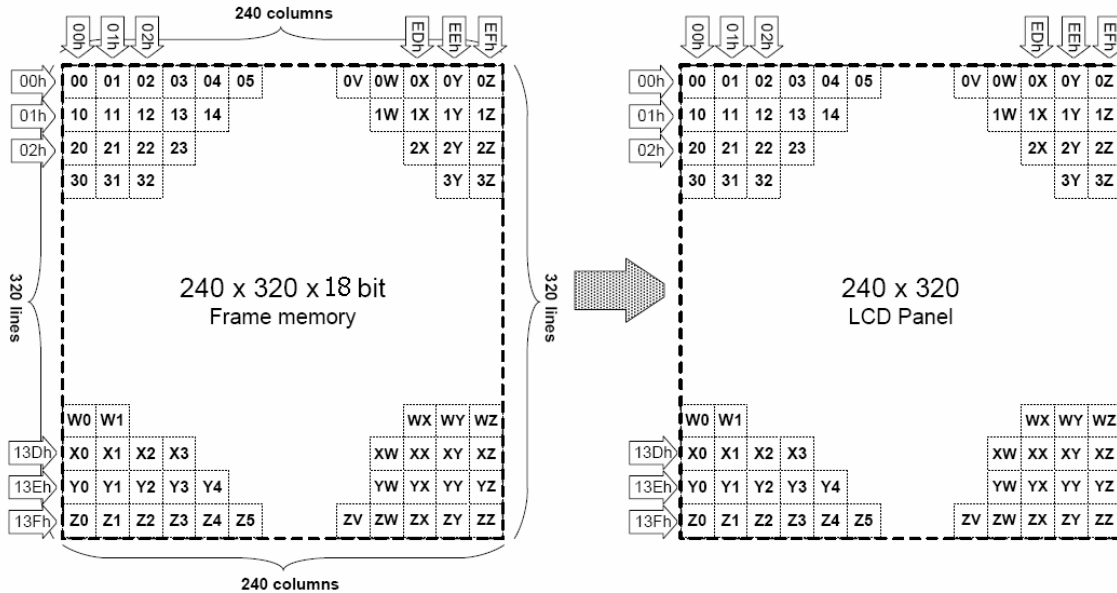 240 columns
00h 01h 02h EDh EEh EFh 00h 01h 02h EDh EEh EFh
00h 00 01 02 03 04 05 0V 0W 0X 0Y 0Z 00h 00 01 02 03 04 05 0V 0W 0X 0Y 0Z
01h 10 11 12 13 14 1W 1X 1Y 1Z 01h 10 11 12 13 14 1W 1X 1Y 1Z
02h 20 21 22 23 2X 2Y 2Z 02h 20 21 22 23 2X 2Y 2Z
30 31 32 3Y 3Z 30 31 32 3Y 3Z
320 lines
240 x 320 x 18 bit
Frame memory
320 lines
240 x 320
LCD Panel
W0 W1 WX WY WZ W0 W1 WX WY WZ
13Dh X0 X1 X2 X3 XW XX XY XZ 13Dh X0 X1 X2 X3 XW XX XY XZ
13Eh Y0 Y1 Y2 Y3 Y4 YW YX YY YZ 13Eh Y0 Y1 Y2 Y3 Y4 YW YX YY YZ
13Fh Z0 Z1 Z2 Z3 Z4 Z5 ZV ZW ZX ZY ZZ 13Fh Z0 Z1 Z2 Z3 Z4 Z5 ZV ZW ZX ZY ZZ
240 columns